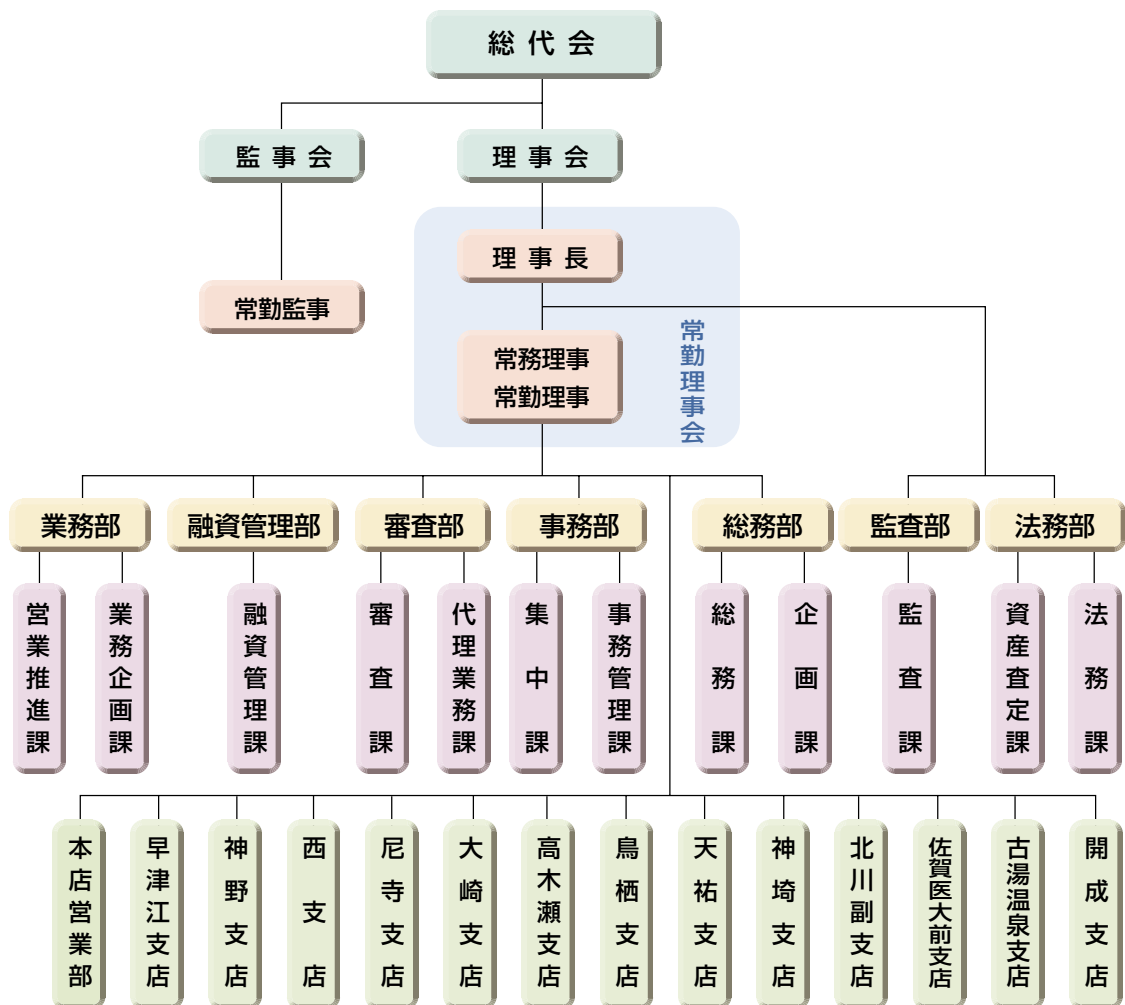 総代会
監事会
理事会
理事長
常勤監事
常務理事
常勤理事
常勤理事会
業務部
融資管理部
審査部
事務部
総務部
監査部
法務部
営業推進課
業務企画課
融資管理課
審査課
代理業務課
集中課
事務管理課
総務課
企画課
監査課
資産査定課
法務課
本店営業部
早津江支店
神野支店
西支店
尼寺支店
大崎支店
高木瀬支店
鳥栖支店
天祐支店
神埼支店
北川副支店
佐賀医大前支店
古湯温泉支店
開成支店